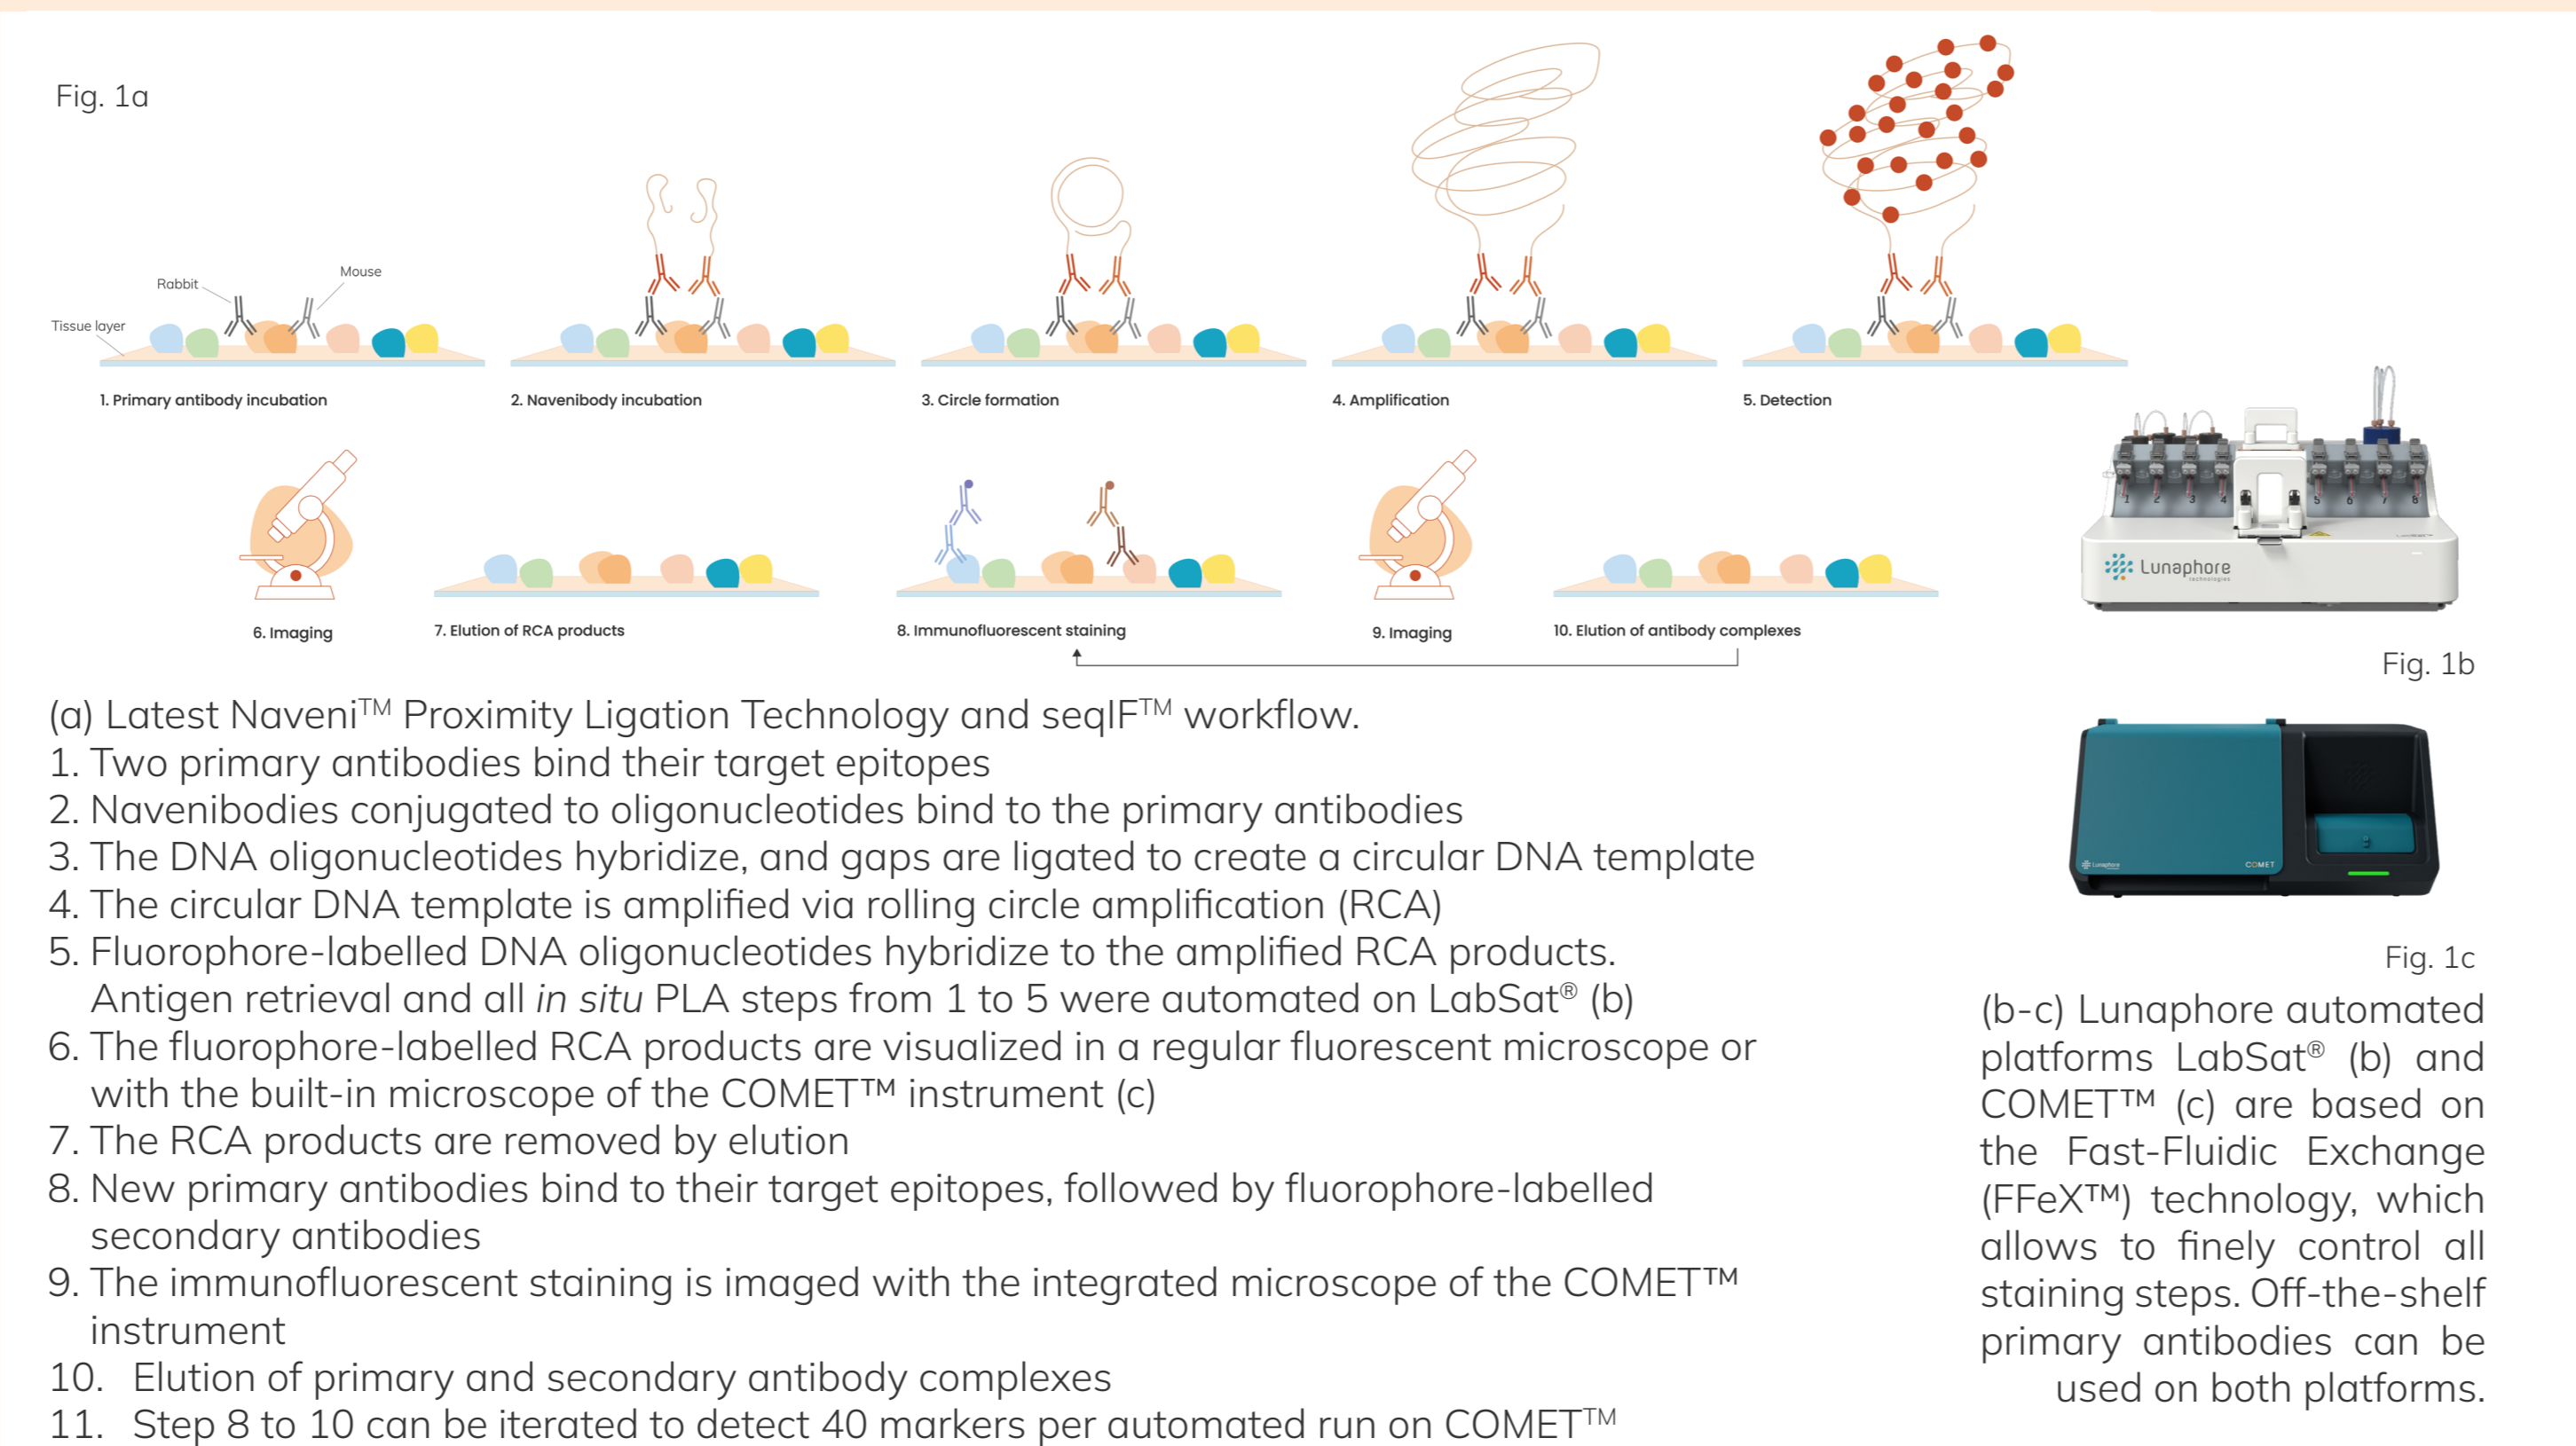 Fig. 1a
Rabbit
Mouse
Tissue layer
1. Primary antibody incubation
2. Navenibody incubation
3. Circle formation
4. Amplification
5. Detection
6. Imaging
7. Elution of RCA products
8. Immunofluorescent staining
9. Imaging
10. Elution of antibody complexes
1 2 3 4 5 6 7 8
Lunaphore
technologies
Fig. 1b
Lunaphore
COMET
Fig. 1c
(a) Latest Naveni™ Proximity Ligation Technology and seqIF™ workflow.
1. Two primary antibodies bind their target epitopes
2. Navenibodies conjugated to oligonucleotides bind to the primary antibodies
3. The DNA oligonucleotides hybridize, and gaps are ligated to create a circular DNA template
4. The circular DNA template is amplified via rolling circle amplification (RCA)
5. Fluorophore-labelled DNA oligonucleotides hybridize to the amplified RCA products.
Antigen retrieval and all in situ PLA steps from 1 to 5 were automated on LabSat® (b)
6. The fluorophore-labelled RCA products are visualized in a regular fluorescent microscope or
with the built-in microscope of the COMET™ instrument (c)
7. The RCA products are removed by elution
8. New primary antibodies bind to their target epitopes, followed by fluorophore-labelled
secondary antibodies
9. The immunofluorescent staining is imaged with the integrated microscope of the COMET™
instrument
10. Elution of primary and secondary antibody complexes
11. Step 8 to 10 can be iterated to detect 40 markers per automated run on COMET™
(b-c) Lunaphore automated
platforms LabSat® (b) and
COMET™ (c) are based on
the Fast-Fluidic Exchange
(FFeX™) technology, which
allows to finely control all
staining steps. Off-the-shelf
primary antibodies can be
used on both platforms.